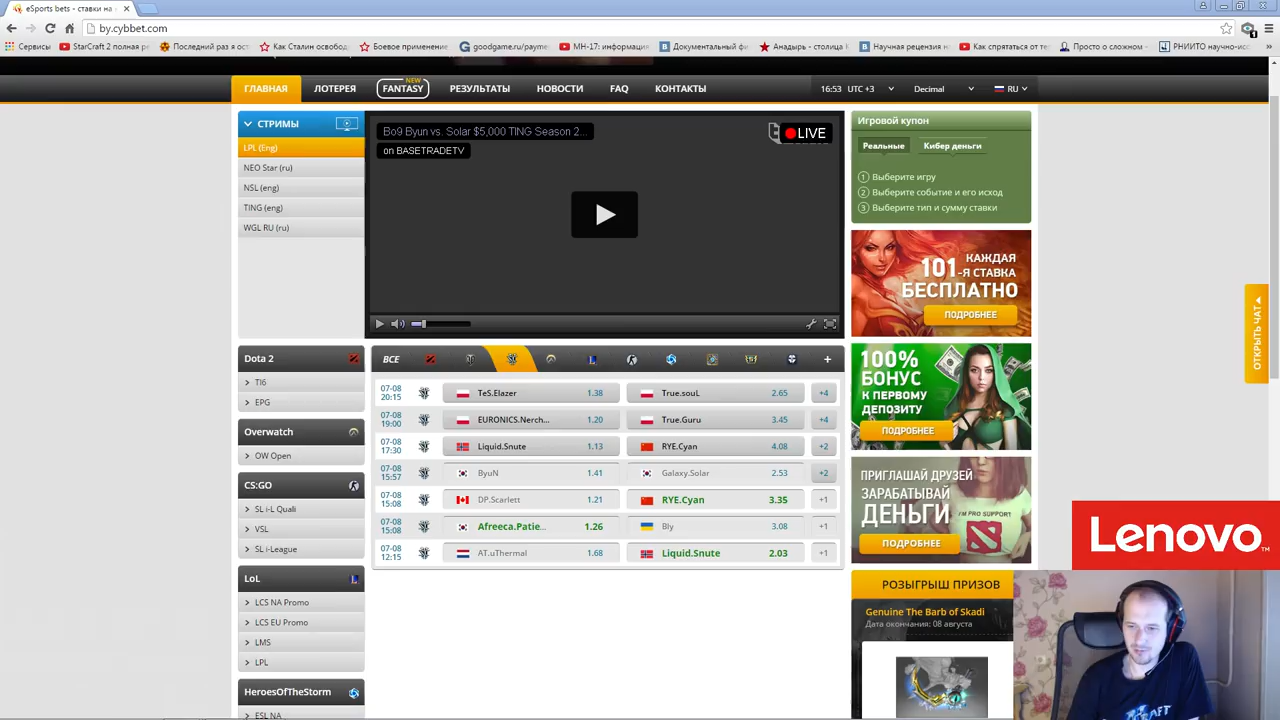 eSports bets - ставки на
by.cybbet.com
Сервисы
StarCraft 2 полная р
Последний раз я ост
Как Сталин освобод
Боевое применение
goodgame.ru/payme
МН-17: информация
Документальный ф
Анадырь - столица
Научная рецензия н
Как спрятаться от те
Просто о сложном -
РНИИТО научно-исс
ГЛАВНАЯ
ЛОТЕРЕЯ
NEW
FANTASY
РЕЗУЛЬТАТЫ
НОВОСТИ
FAQ
КОНТАКТЫ
16:53 UTC +3
Decimal
RU
СТРИМЫ
LPL (Eng)
NEO Star (ru)
NSL (eng)
TING (eng)
WGL RU (ru)
Bo9 Byun vs. Solar $5,000 TING Season 2...
on BASETRADETV
LIVE
Игровой купон
Реальные
Кибер деньги
1 Выберите игру
2 Выберите событие и его исход
3 Выберите тип и сумму ставки
КАЖДАЯ
101-я СТАВКА
БЕСПЛАТНО
ПОДРОБНЕЕ
100%
БОНУС
К ПЕРВОМУ
ДЕПОЗИТУ
ПОДРОБНЕЕ
ПРИГЛАШАЙ ДРУЗЕЙ
ЗАРАБАТЫВАЙ
ДЕНЬГИ
I'M PRO SUPPORT
ПОДРОБНЕЕ
ОТКРЫТЬ ЧАТ
Dota 2
TI6
EPG
Overwatch
OW Open
CS:GO
SL i-L Quali
VSL
SL i-League
LoL
LCS NA Promo
LCS EU Promo
LMS
LPL
HeroesOfTheStorm
ESL NA
ВСЕ
+
07-08 20:15 TeS.Elazer 1.38 True.souL 2.65 +4
07-08 19:00 EURONICS.Nerch... 1.20 True.Guru 3.45 +4
07-08 17:30 Liquid.Snute 1.13 RYE.Cyan 4.08 +2
07-08 15:57 ByuN 1.41 Galaxy.Solar 2.53 +2
07-08 15:08 DP.Scarlett 1.21 RYE.Cyan 3.35 +1
07-08 15:08 Afreeca.Patie... 1.26 Bly 3.08 +1
07-08 12:15 AT.uThermal 1.68 Liquid.Snute 2.03 +1
РОЗЫГРЫШ ПРИЗОВ
Genuine The Barb of Skadi
Дата окончания: 08 августа
Lenovo
TM